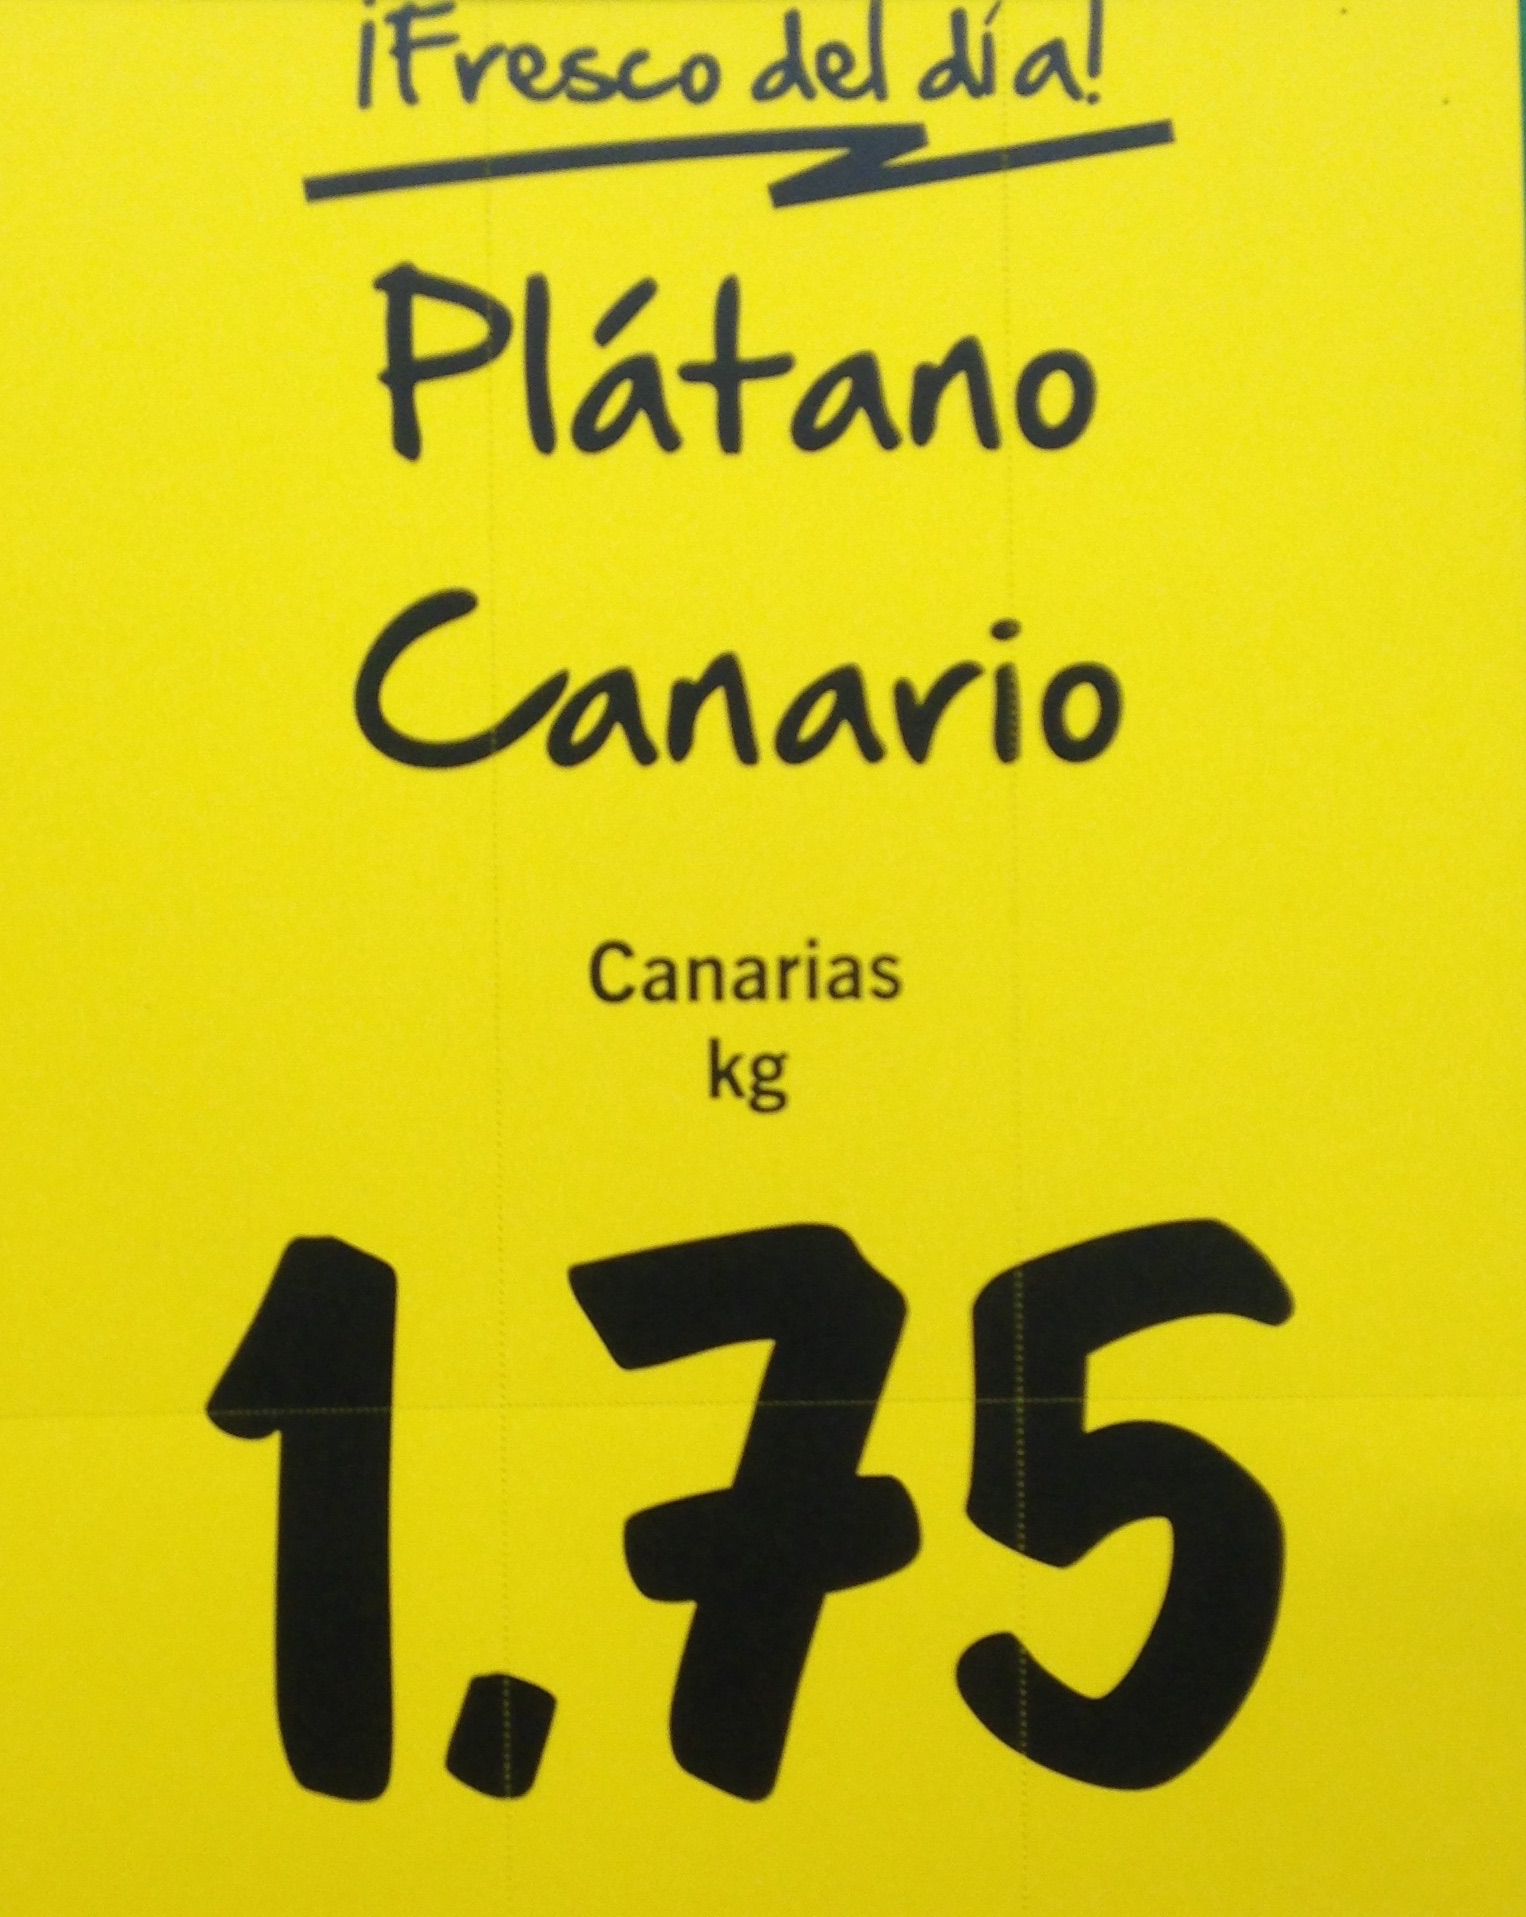 ¡Fresco del día!
Plátano
Canario
Canarias
kg
1.75